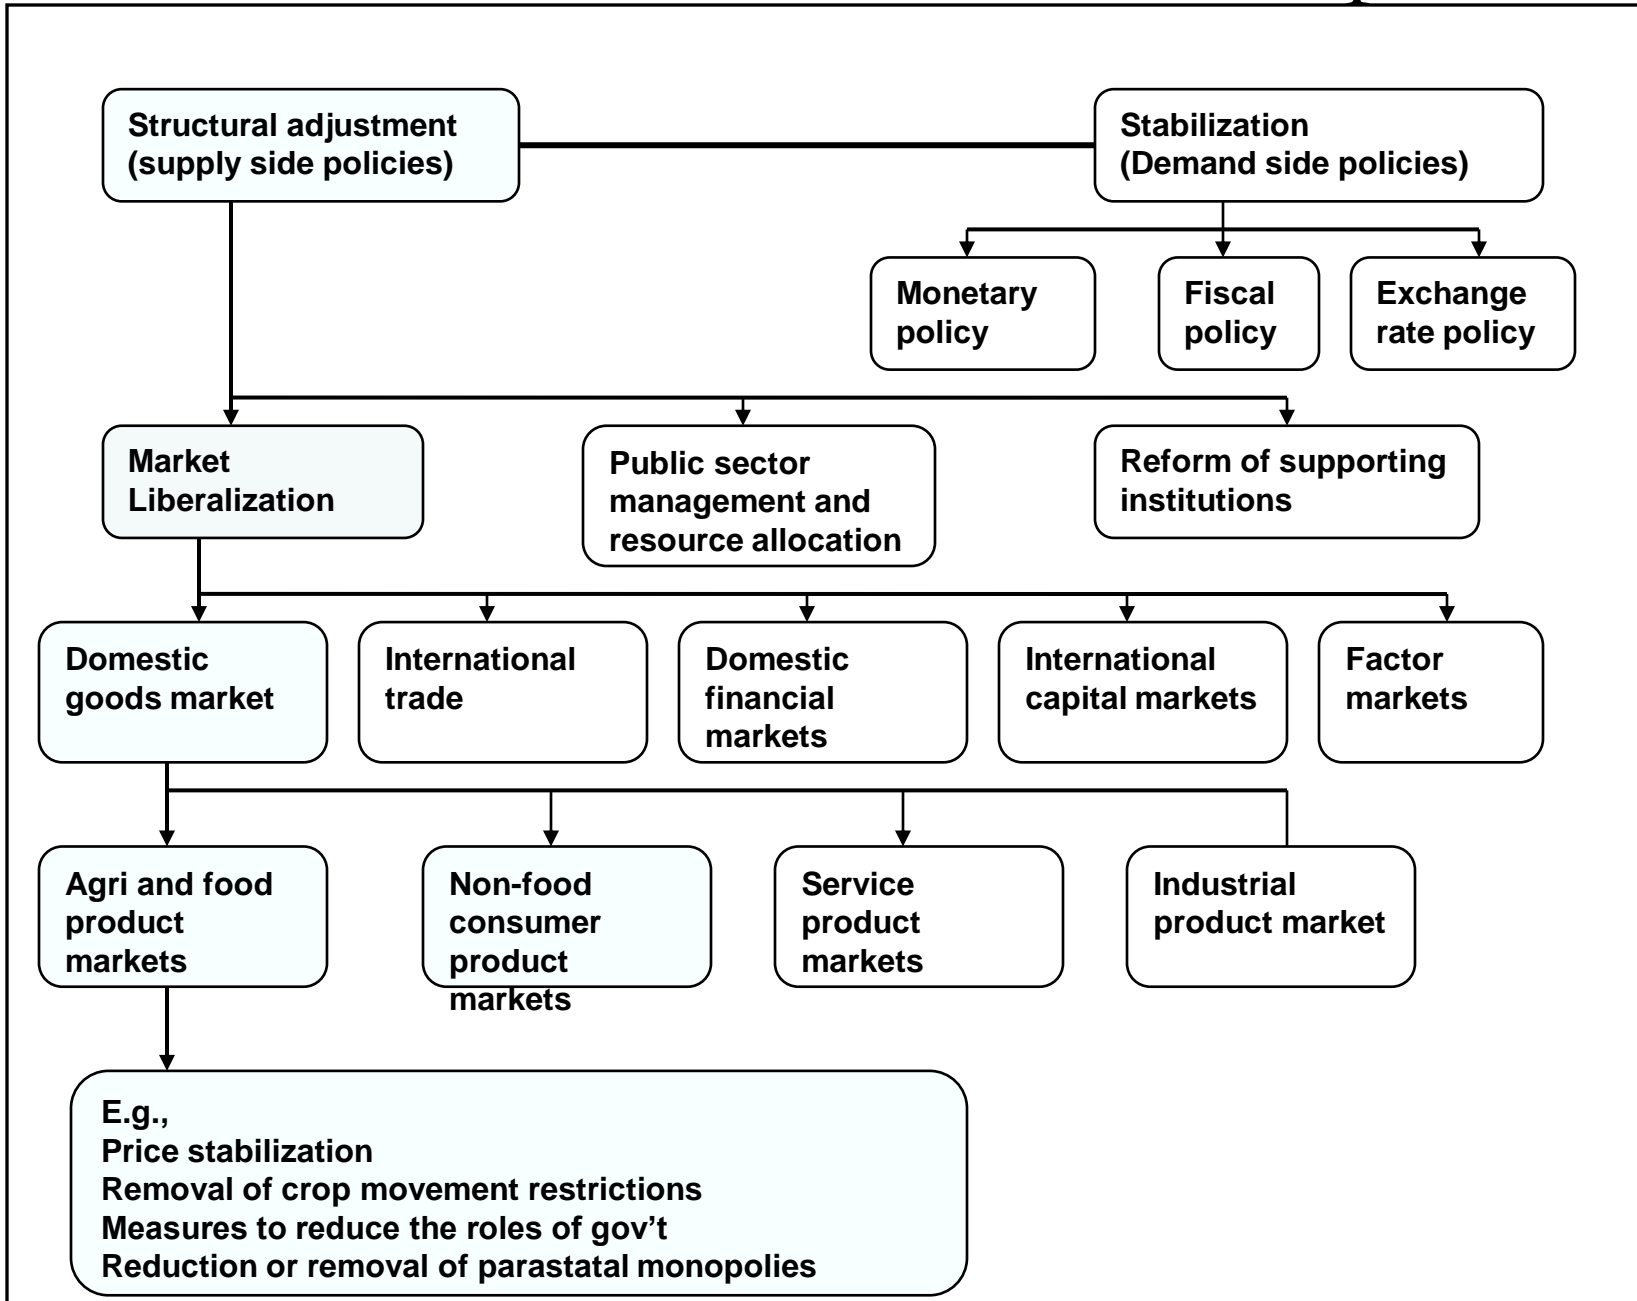 Structural adjustment
(supply side policies)
Stabilization
(Demand side policies)
Monetary
policy
Fiscal
policy
Exchange
rate policy
Market
Liberalization
Public sector
management and
resource allocation
Reform of supporting
institutions
Domestic
goods market
International
trade
Domestic
financial
markets
International
capital markets
Factor
markets
Agri and food
product
markets
Non-food
consumer
product
markets
Service
product
markets
Industrial
product market
E.g.,
Price stabilization
Removal of crop movement restrictions
Measures to reduce the roles of gov’t
Reduction or removal of parastatal monopolies